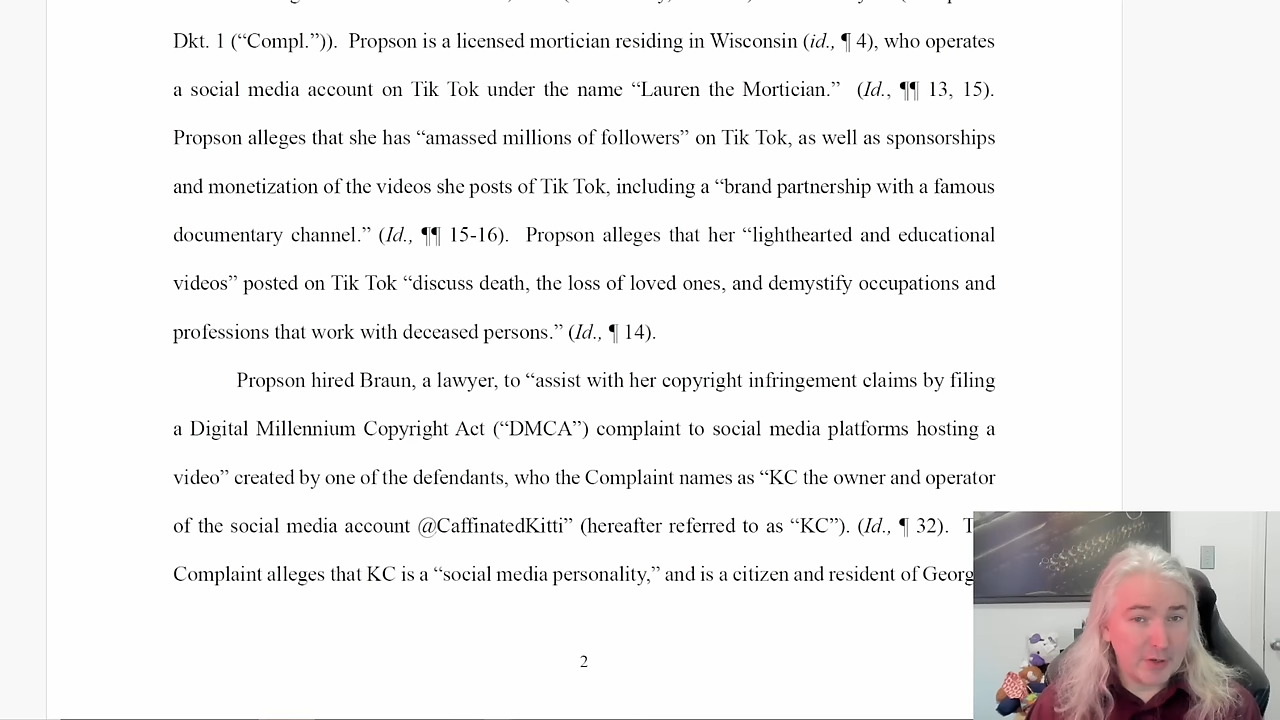 Dkt. 1 (“Compl.”)).  Propson is a licensed mortician residing in Wisconsin (id., ¶ 4), who operates
a social media account on Tik Tok under the name “Lauren the Mortician.”  (Id., ¶¶ 13, 15).
Propson alleges that she has “amassed millions of followers” on Tik Tok, as well as sponsorships
and monetization of the videos she posts of Tik Tok, including a “brand partnership with a famous
documentary channel.” (Id., ¶¶ 15-16).  Propson alleges that her “lighthearted and educational
videos” posted on Tik Tok “discuss death, the loss of loved ones, and demystify occupations and
professions that work with deceased persons.” (Id., ¶ 14).
Propson hired Braun, a lawyer, to “assist with her copyright infringement claims by filing
a Digital Millennium Copyright Act (“DMCA”) complaint to social media platforms hosting a
video” created by one of the defendants, who the Complaint names as “KC the owner and operator
of the social media account @CaffinatedKitti” (hereafter referred to as “KC”). (Id., ¶ 32).
Complaint alleges that KC is a “social media personality,” and is a citizen and resident of
2